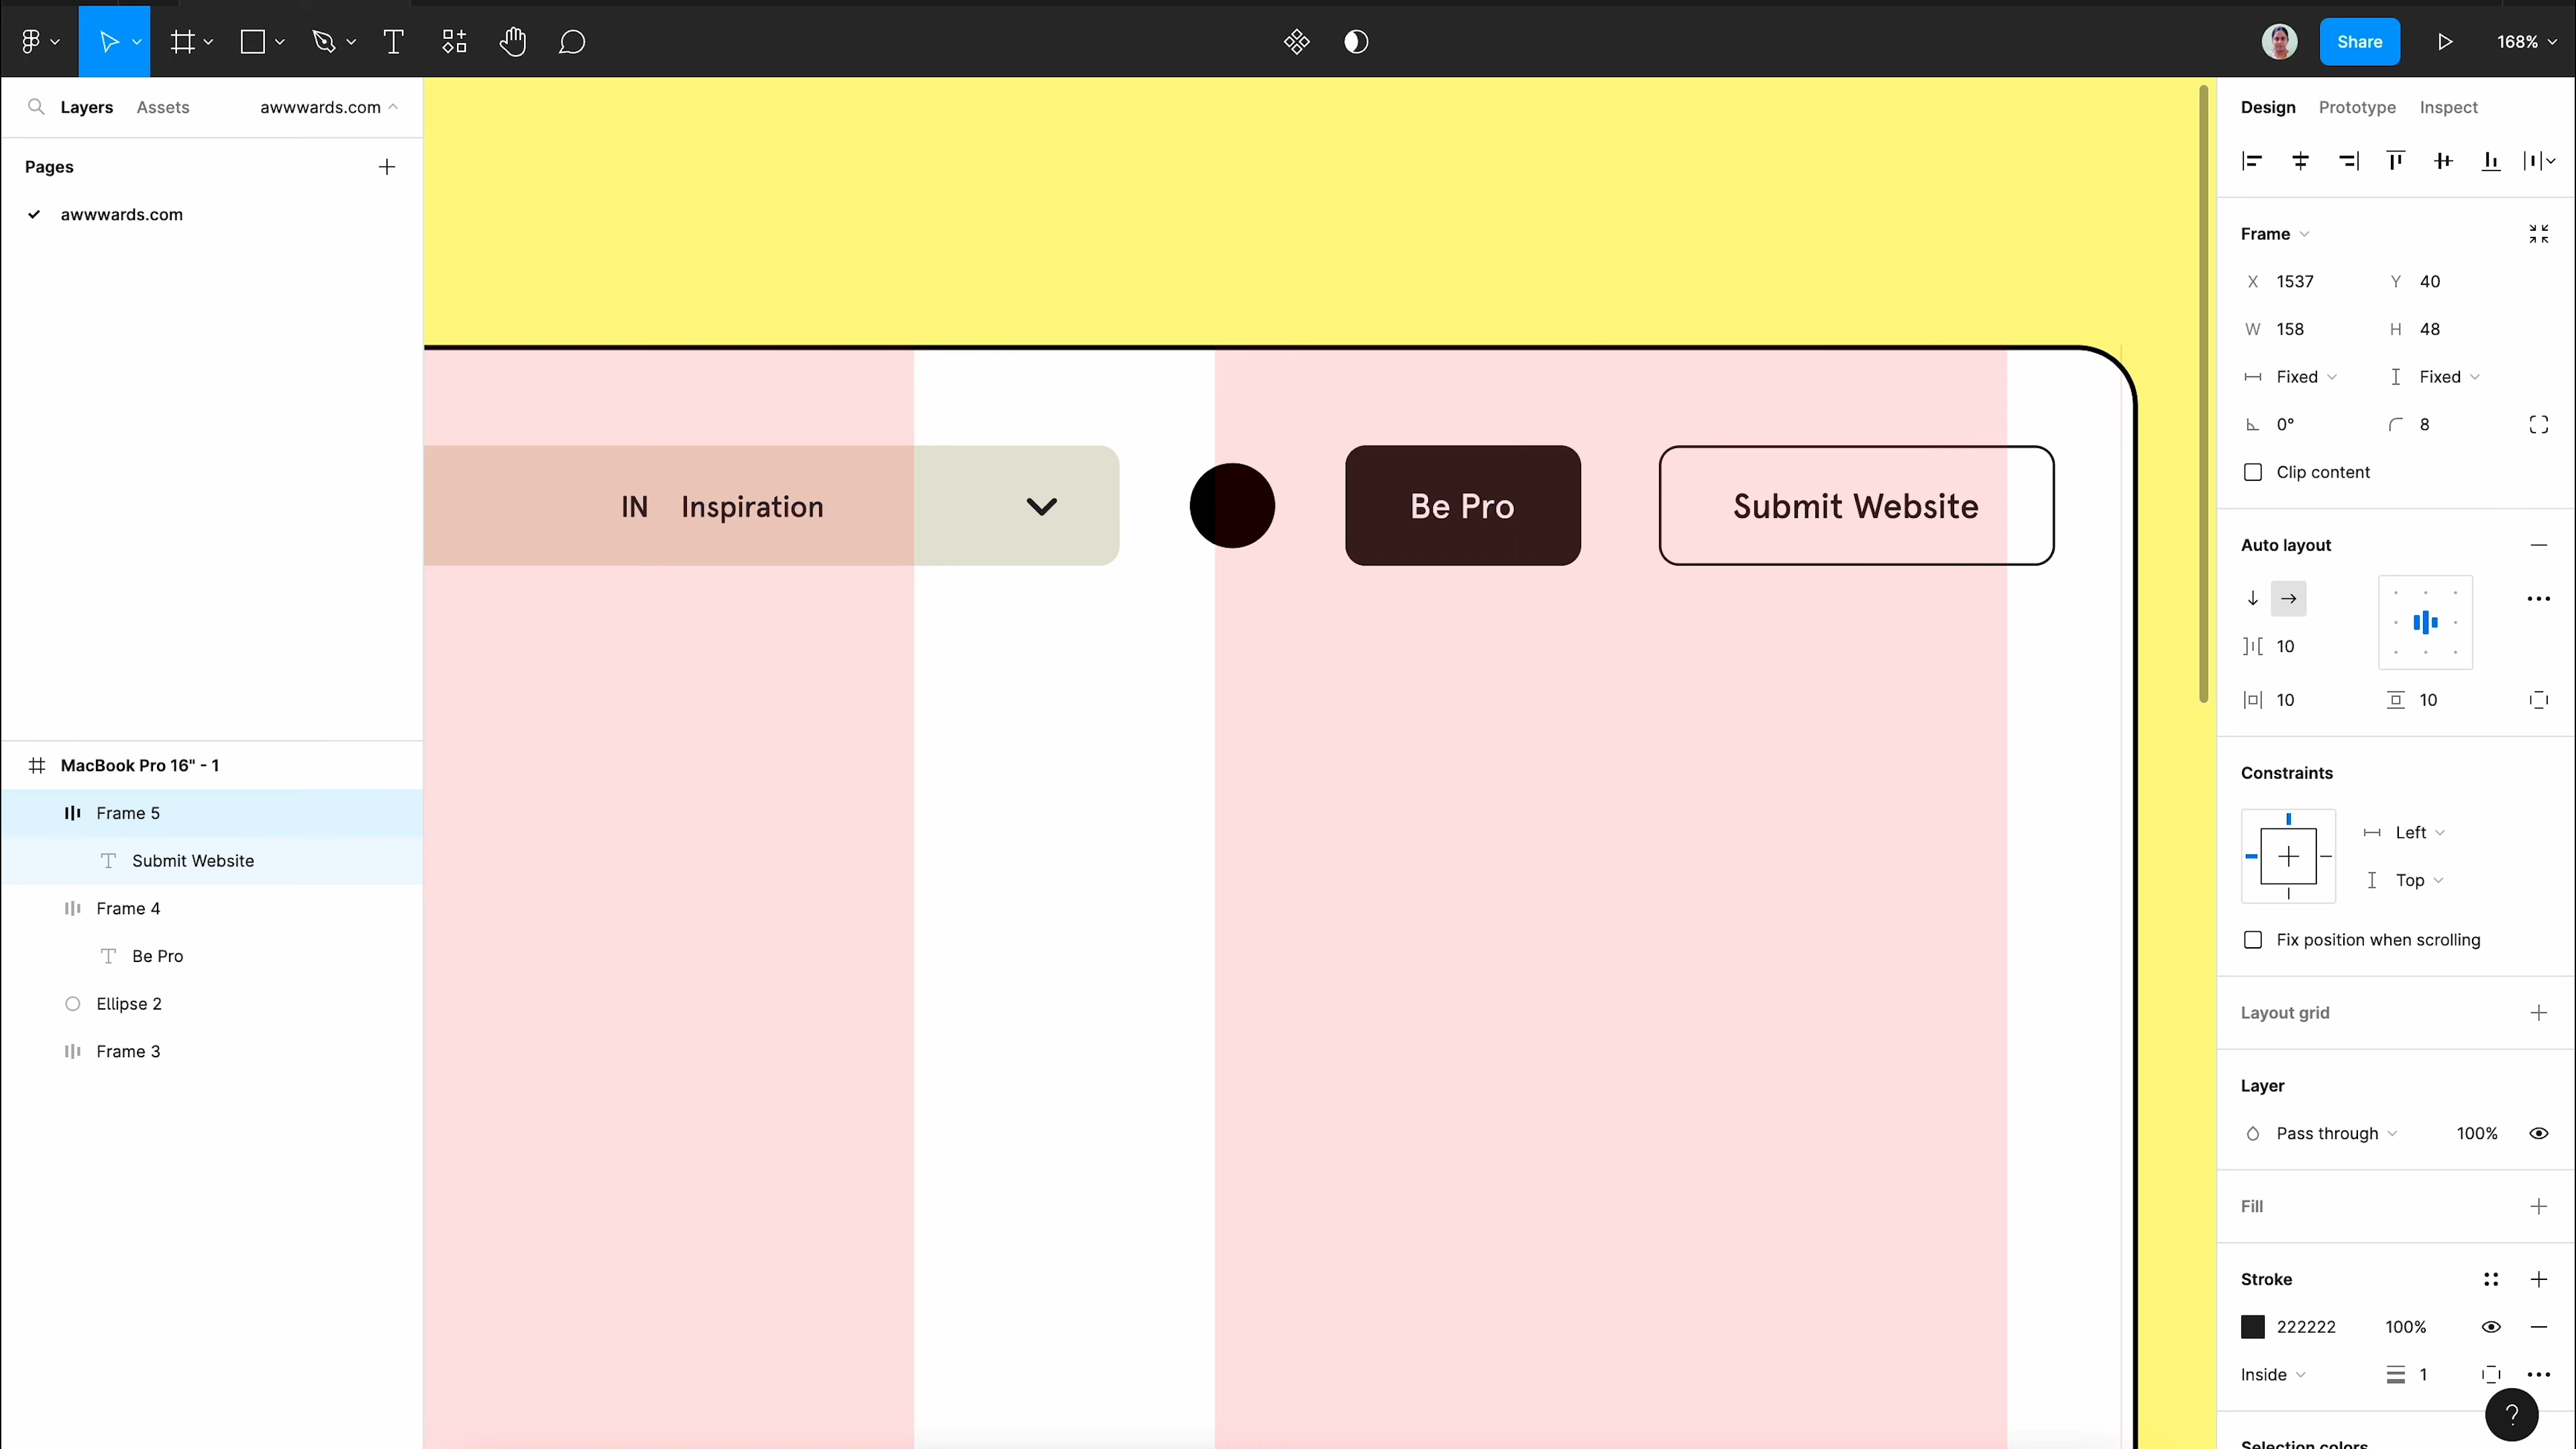 Share
168%
Layers Assets awwwards.com
Pages
awwwards.com
MacBook Pro 16" - 1
Frame 5
Submit Website
Frame 4
Be Pro
Ellipse 2
Frame 3
IN Inspiration
Be Pro
Submit Website
Design Prototype Inspect
Frame
X 1537 Y 40
W 158 H 48
Fixed Fixed
0° 8
Clip content
Auto layout
10
10 10
Constraints
Left
Top
Fix position when scrolling
Layout grid
Layer
Pass through 100%
Fill
Stroke
222222 100%
Inside 1
?
Selection colors